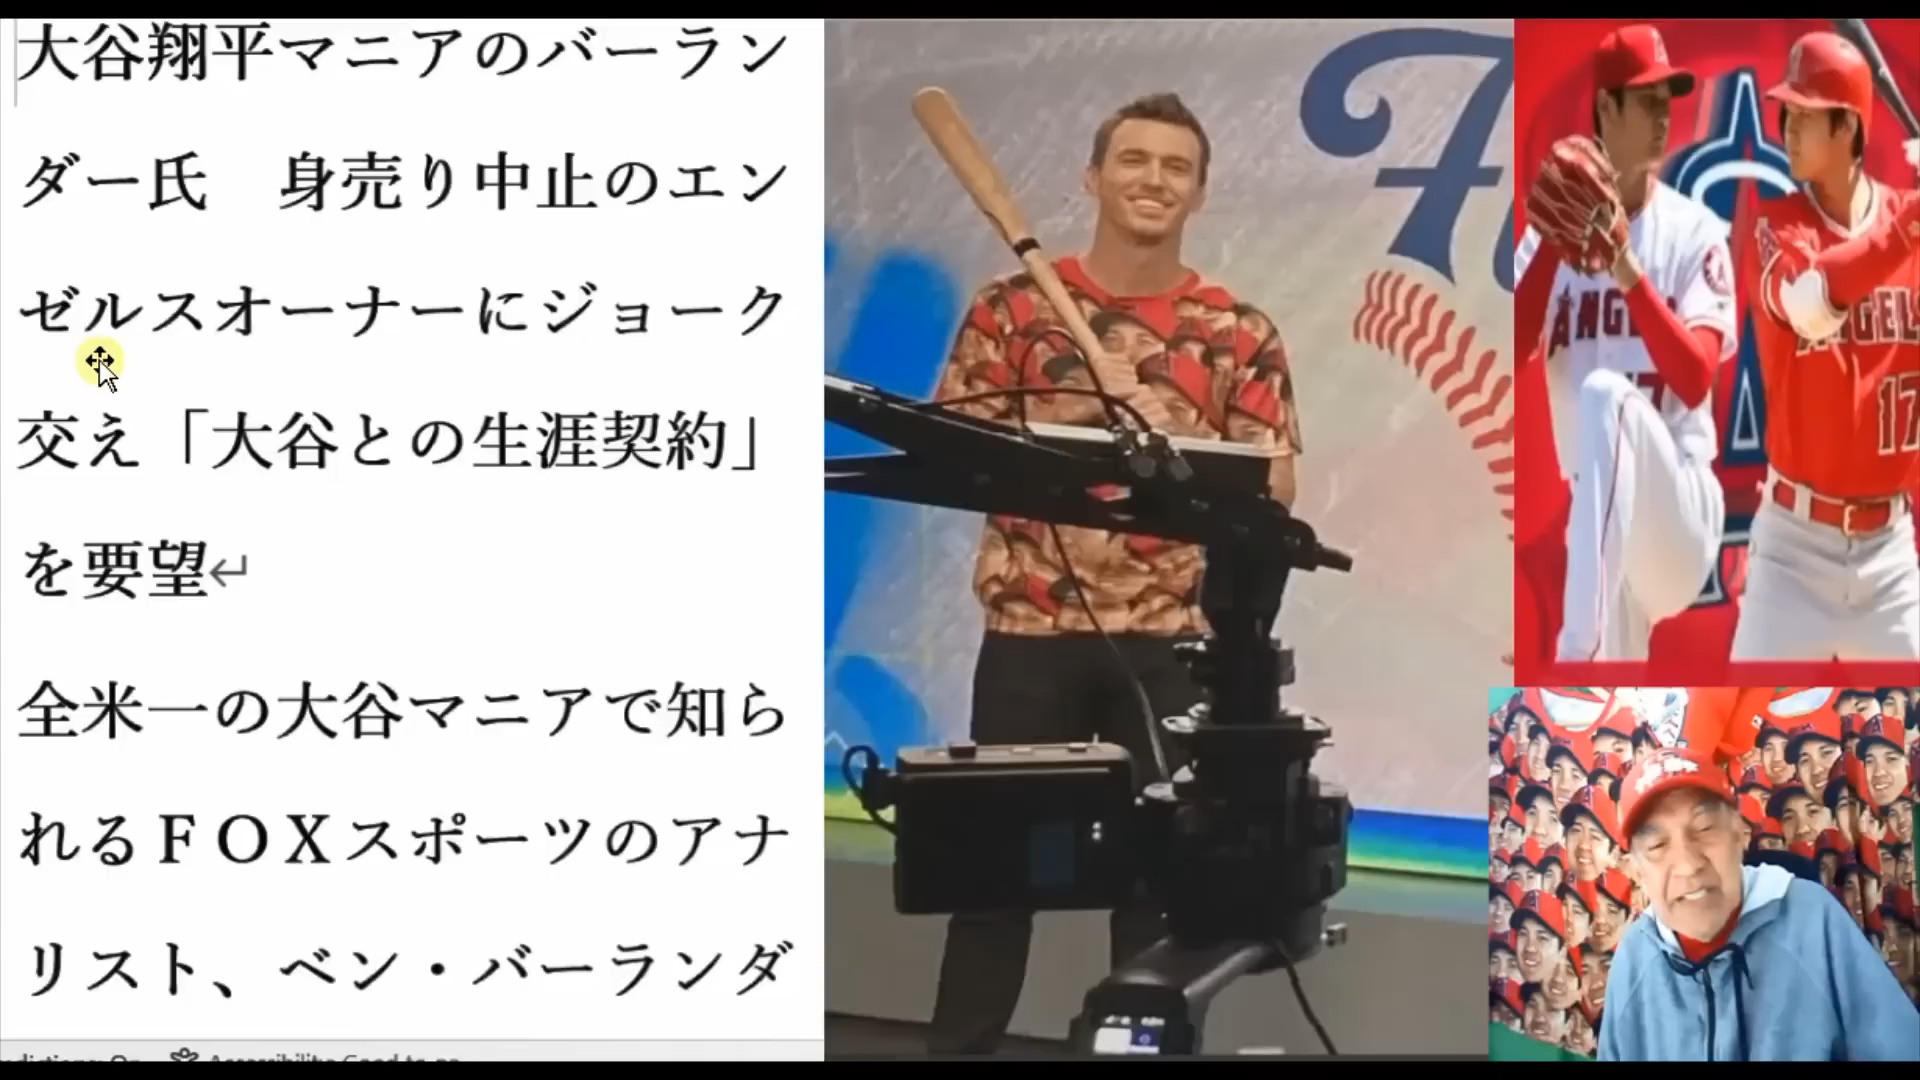 大谷翔平マニアのバーラン
ダー氏　身売り中止のエン
ゼルスオーナーにジョーク
交え「大谷との生涯契約」
を要望↵
全米一の大谷マニアで知ら
れるＦＯＸスポーツのアナ
リスト、ベン・バーランダ
ANGELS
17